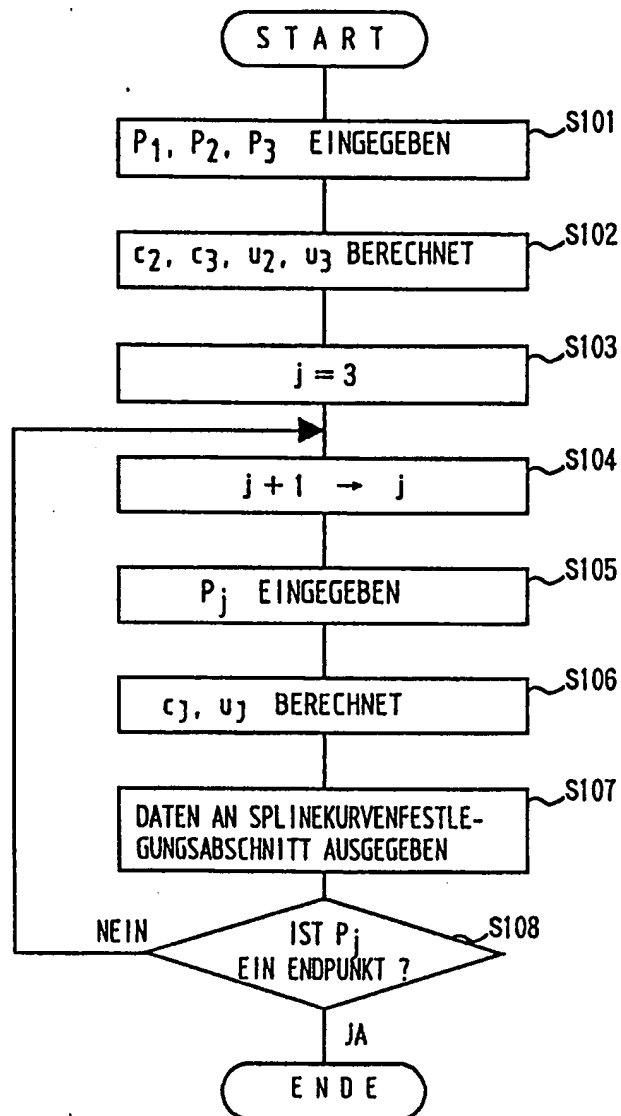 START
P₁, P₂, P₃ EINGEGEBEN
S101
c₂, c₃, u₂, u₃ BERECHNET
S102
j = 3
S103
j + 1 → j
S104
Pⱼ EINGEGEBEN
S105
cⱼ, uⱼ BERECHNET
S106
DATEN AN SPLINEKURVENFESTLE-
GUNGSABSCHNITT AUSGEGEBEN
S107
NEIN
IST Pⱼ
EIN ENDPUNKT ?
S108
JA
ENDE